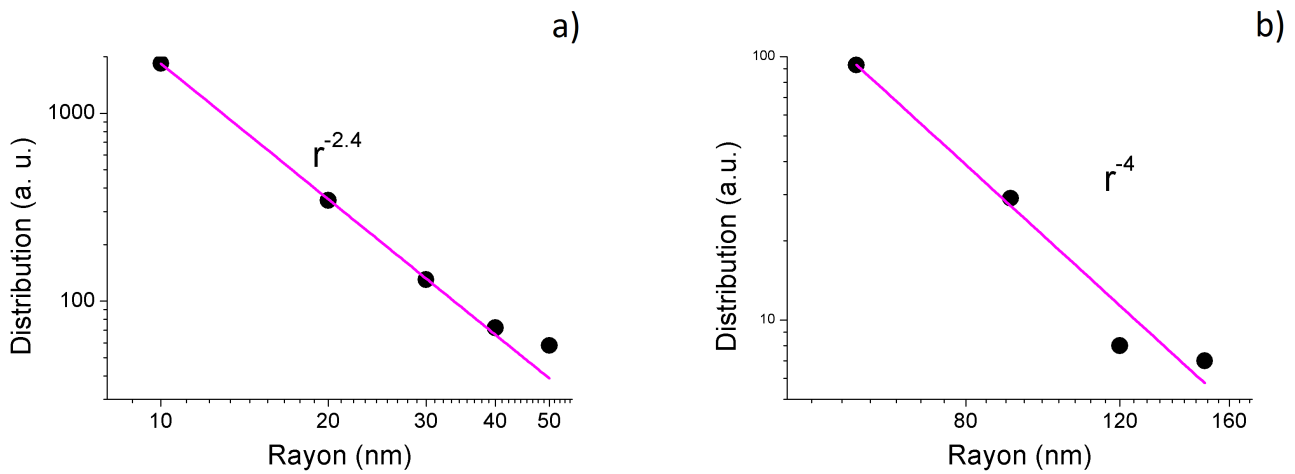 a)
1000
100
Distribution (a. u.)
r-2.4
10
20
30
40
50
Rayon (nm)
b)
100
10
Distribution (a.u.)
r-4
80
120
160
Rayon (nm)